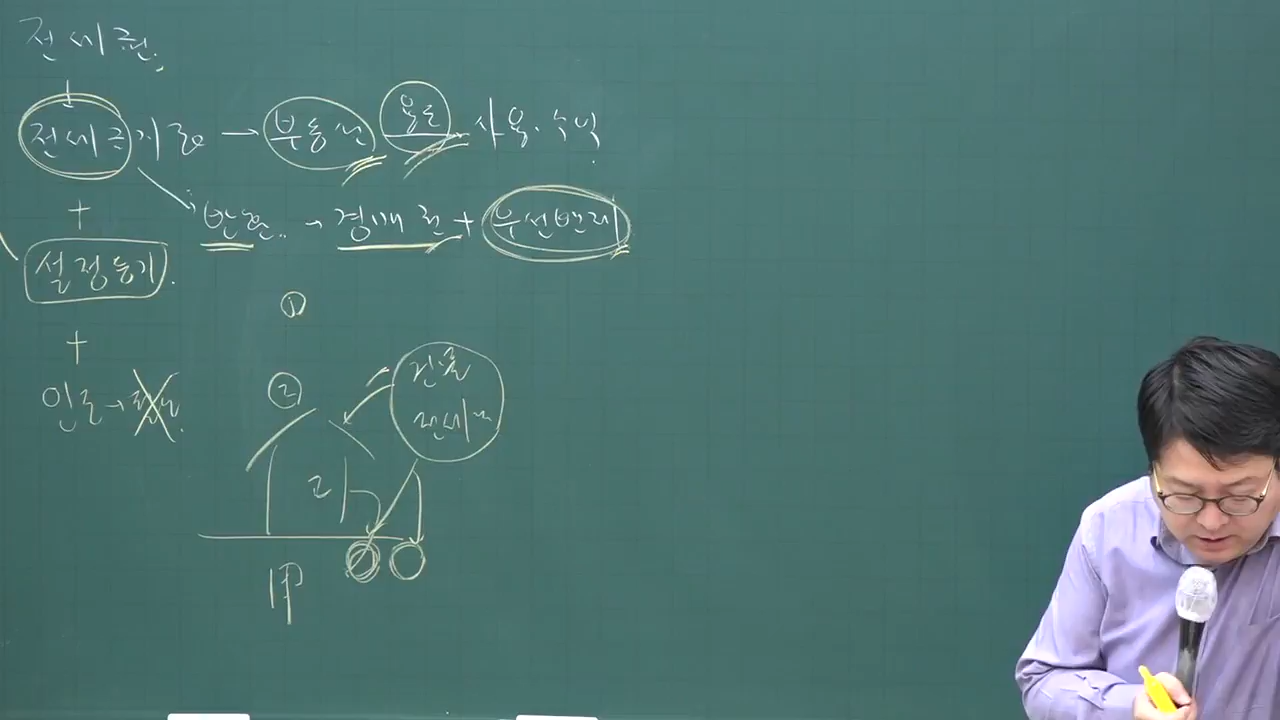 전세권.
전세금 지급 → 부동산 용도 사용·수익
+
반환.. → 경매권 + 우선변제
설정등기.
①
+
인도 →
②
건물
전세권
乙
甲